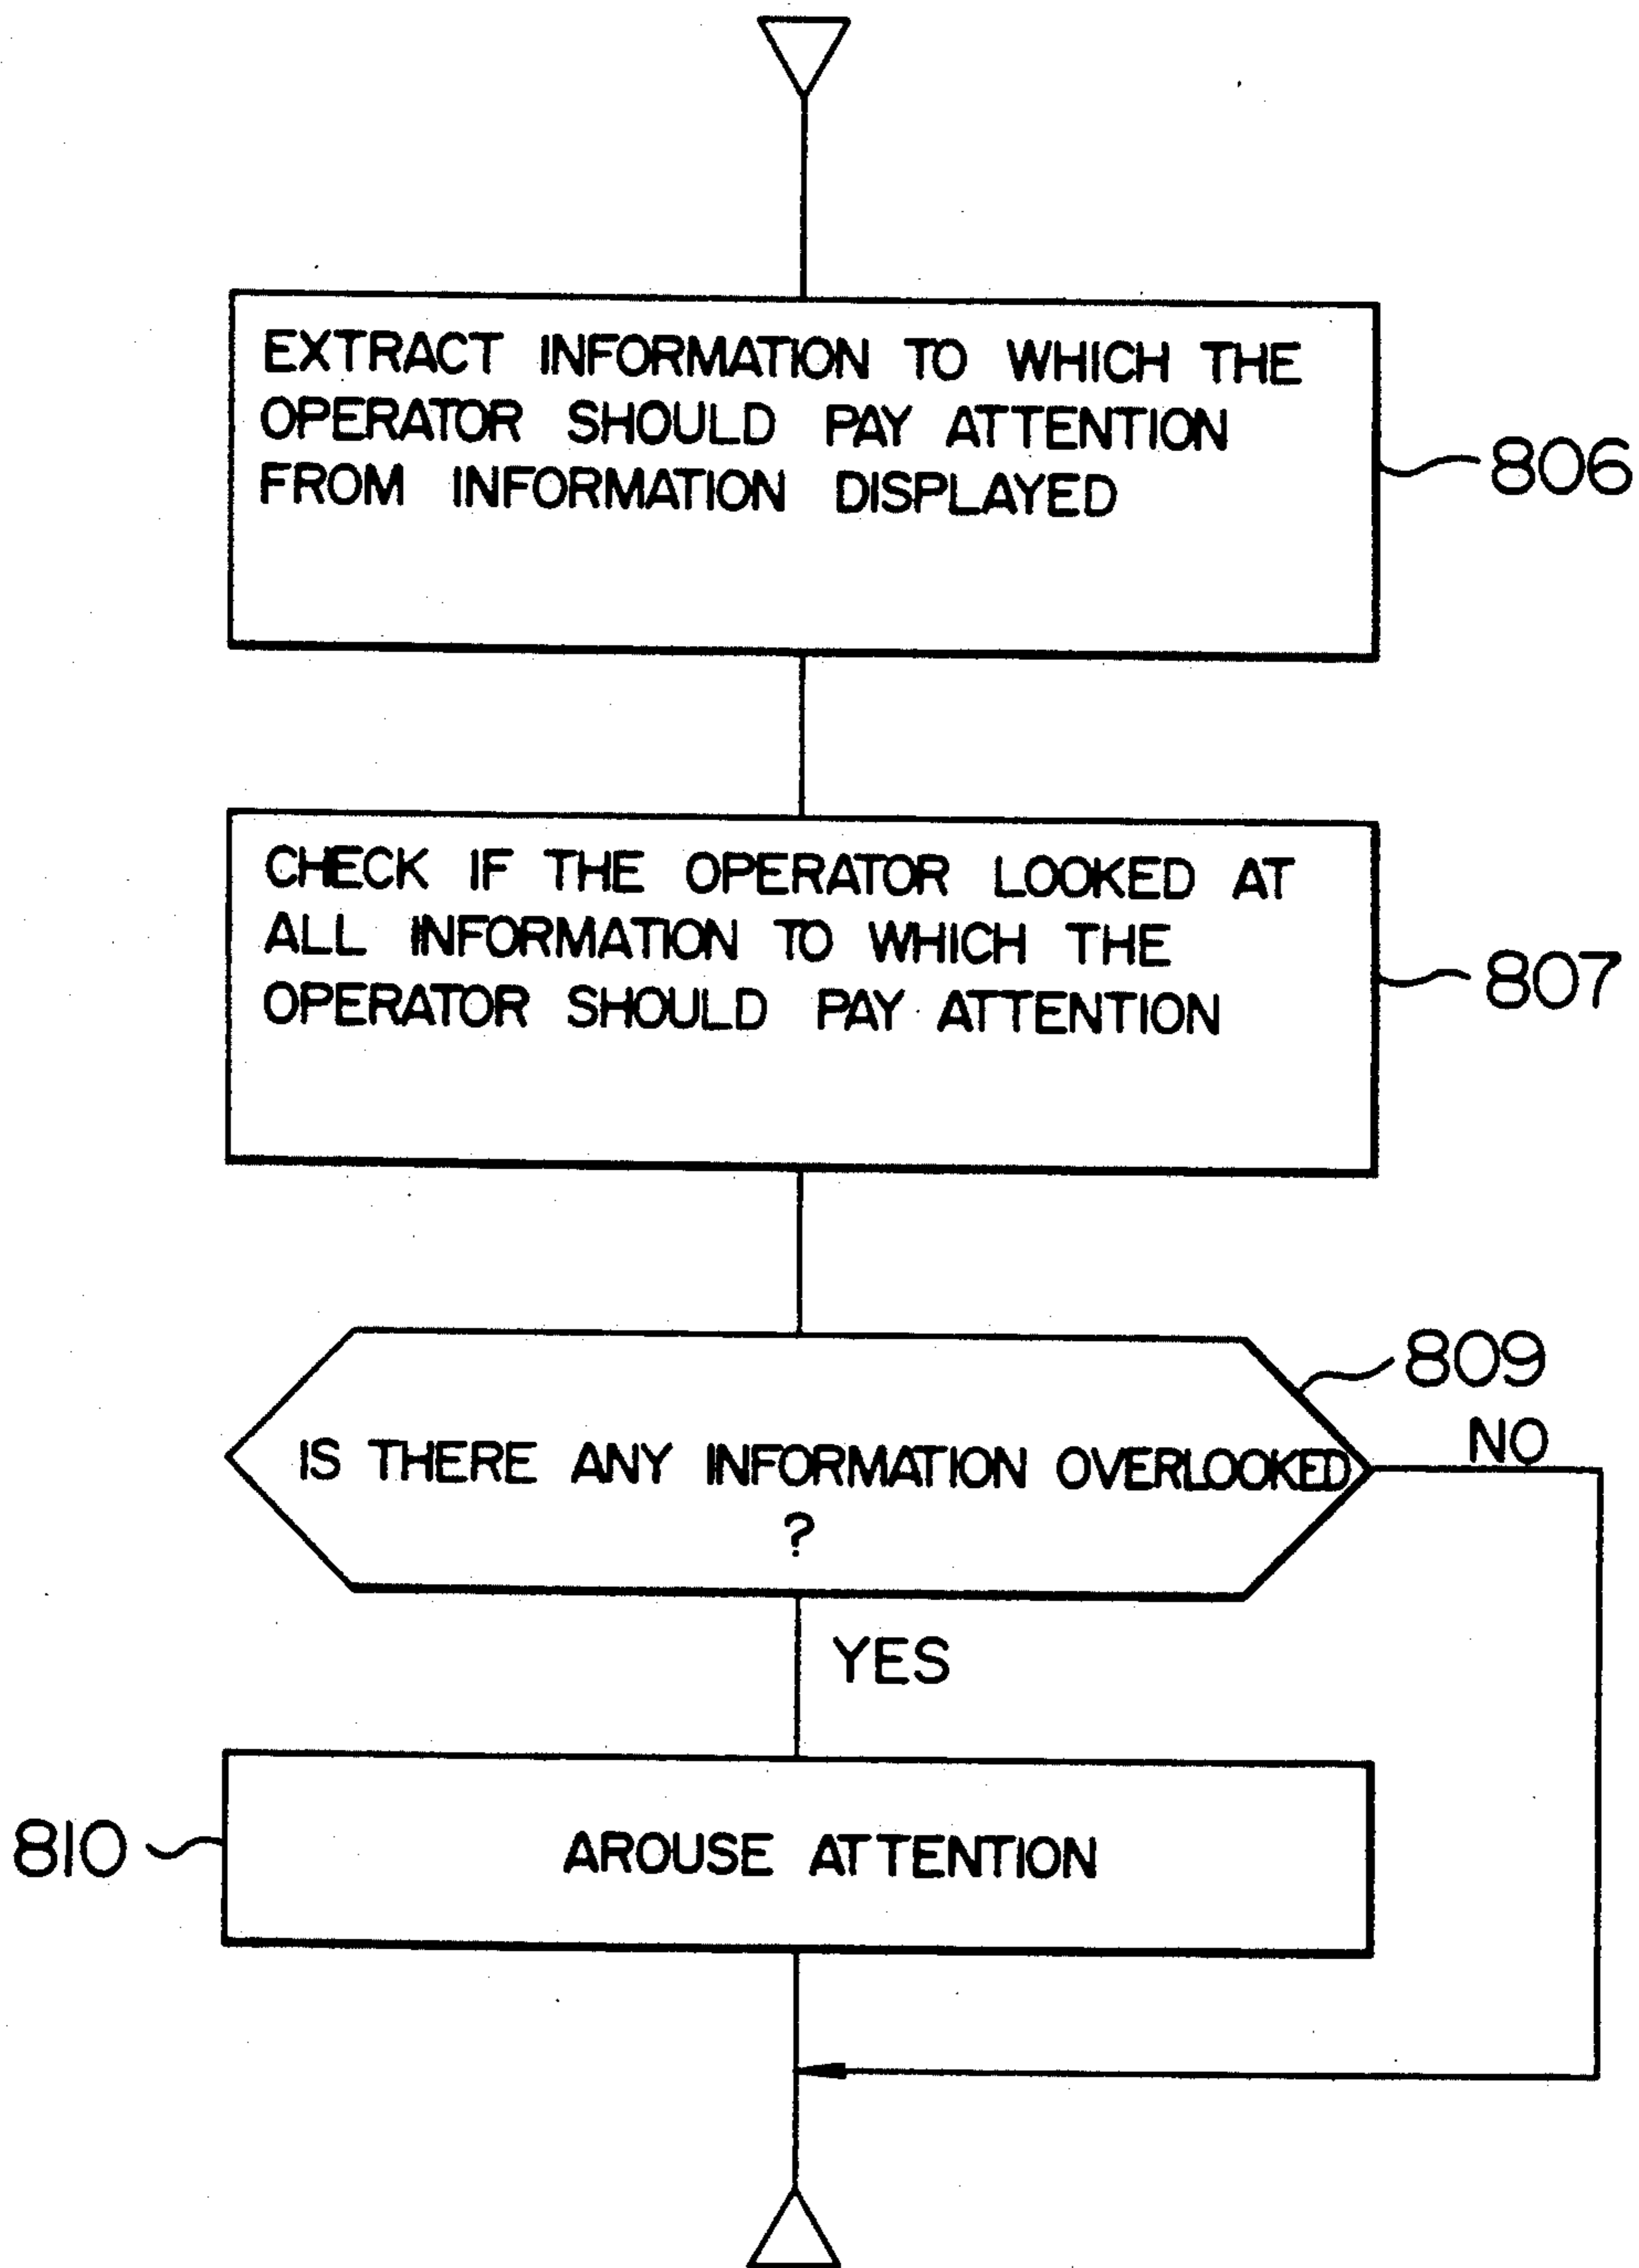 EXTRACT INFORMATION TO WHICH THE
OPERATOR SHOULD PAY ATTENTION
FROM INFORMATION DISPLAYED
806
CHECK IF THE OPERATOR LOOKED AT
ALL INFORMATION TO WHICH THE
OPERATOR SHOULD PAY ATTENTION
807
809
NO
IS THERE ANY INFORMATION OVERLOOKED
?
YES
810
AROUSE ATTENTION